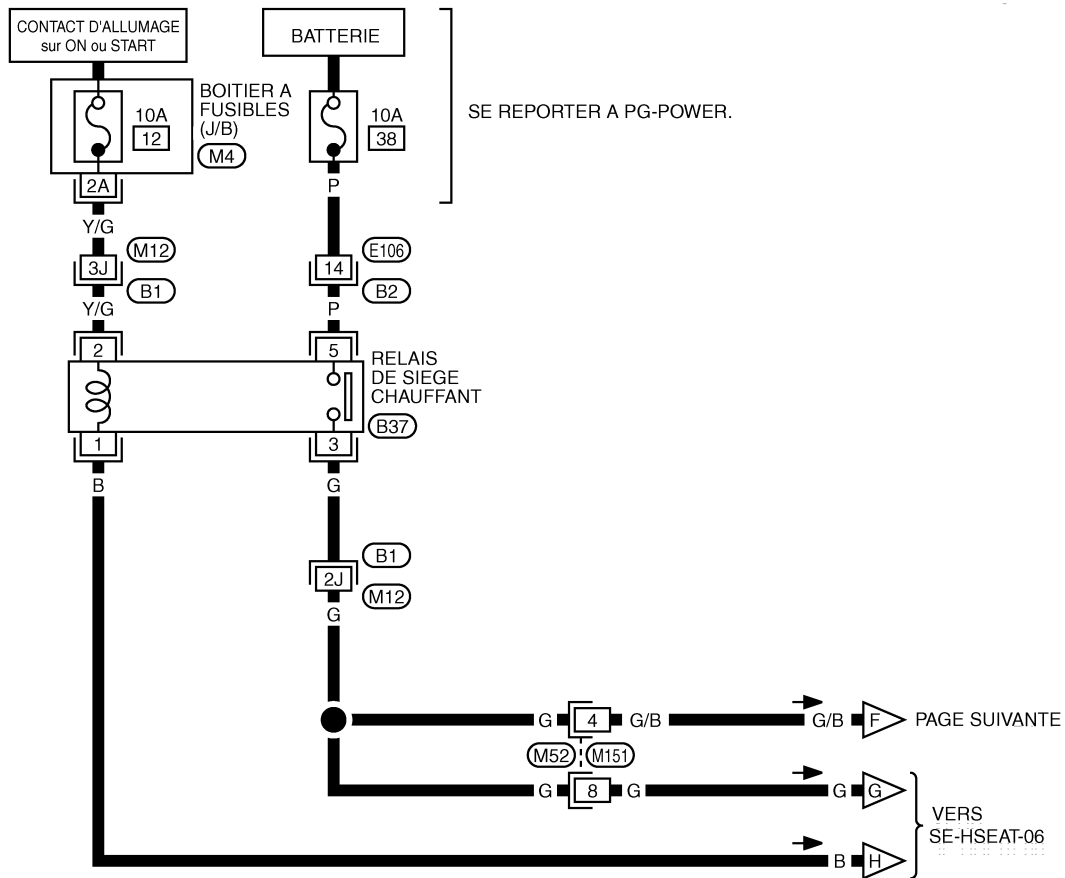 CONTACT D'ALLUMAGE
sur ON ou START
BATTERIE
BOITIER A
FUSIBLES
(J/B)
M4
10A
12
10A
38
SE REPORTER A PG-POWER.
2A
P
Y/G
M12
3J
B1
E106
14
B2
Y/G
P
2
5
RELAIS
DE SIEGE
CHAUFFANT
B37
1
3
B
G
B1
2J
M12
G
G
4
G/B
G/B
F
PAGE SUIVANTE
M52
M151
G
8
G
G
G
VERS
SE-HSEAT-06
B
H